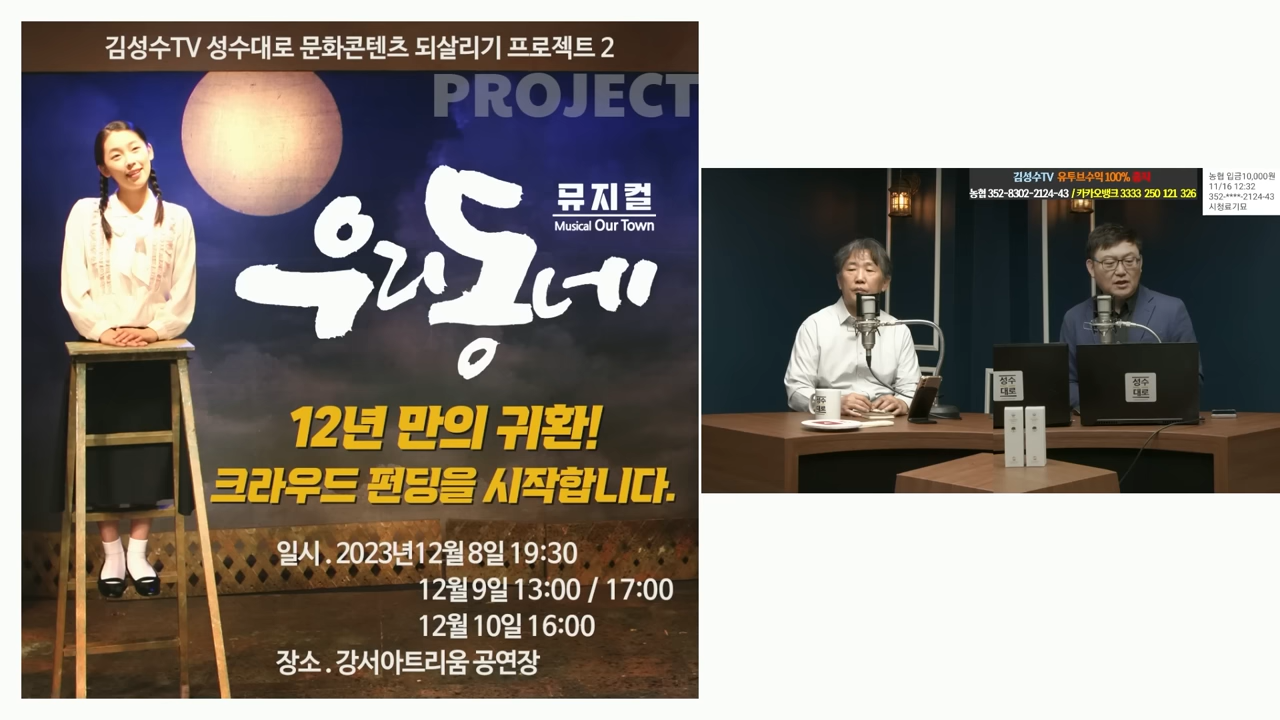 김성수TV 성수대로 문화콘텐츠 되살리기 프로젝트 2
PROJECT
뮤지컬
Musical Our Town
우리동네
12년 만의 귀환!
크라우드 펀딩을 시작합니다.
일시 . 2023년12월 8일 19:30
12월 9일 13:00 / 17:00
12월 10일 16:00
장소 . 강서아트리움 공연장
김성수TV 유투브수익 100%
농협 352-8302-2124-43 / 카카오뱅크 3333 250 121 326
농협 입금10,000원
11/16 12:32
352-****-2124-43
시청료기묘
성수
대로
성수
대로
성수
대로